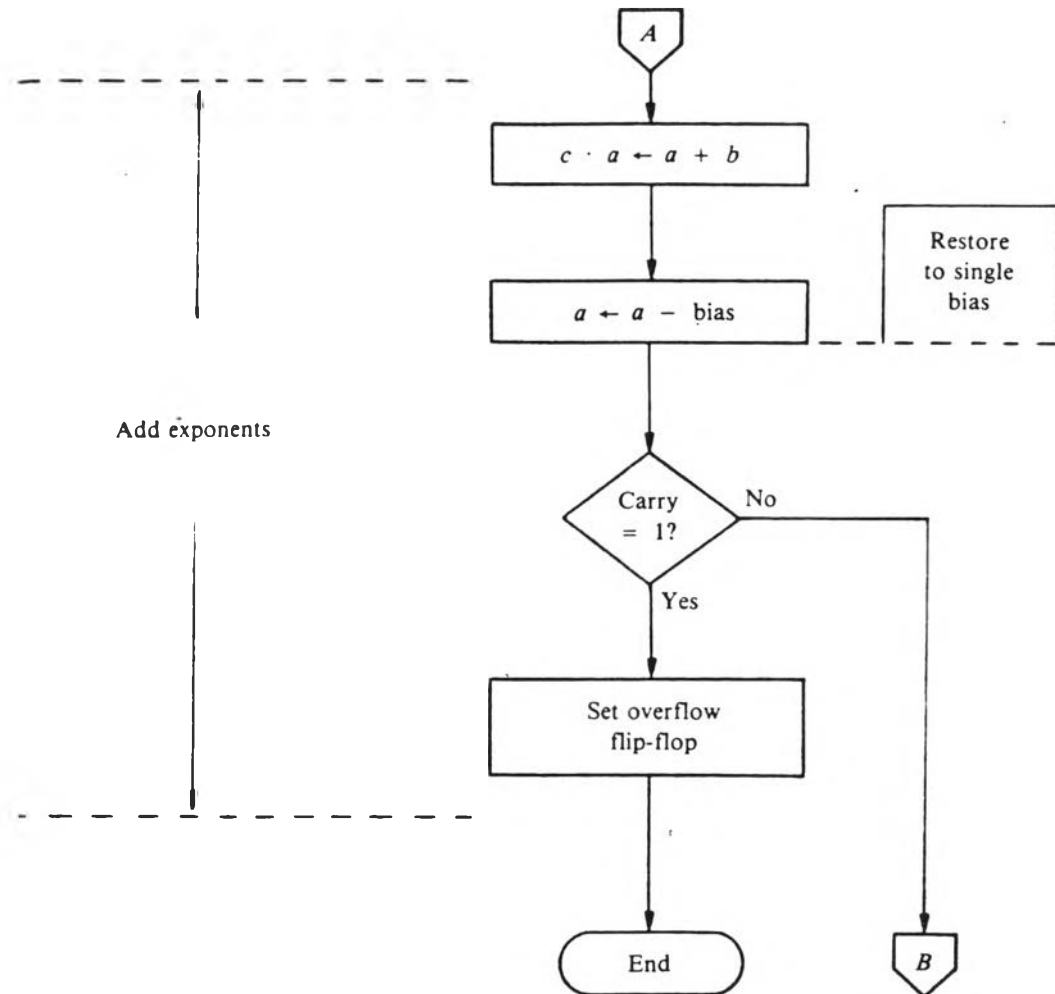 A
c · a ← a + b
Restore
to single
bias
a ← a − bias
Add exponents
Carry
= 1?
No
Yes
Set overflow
flip-flop
End
B